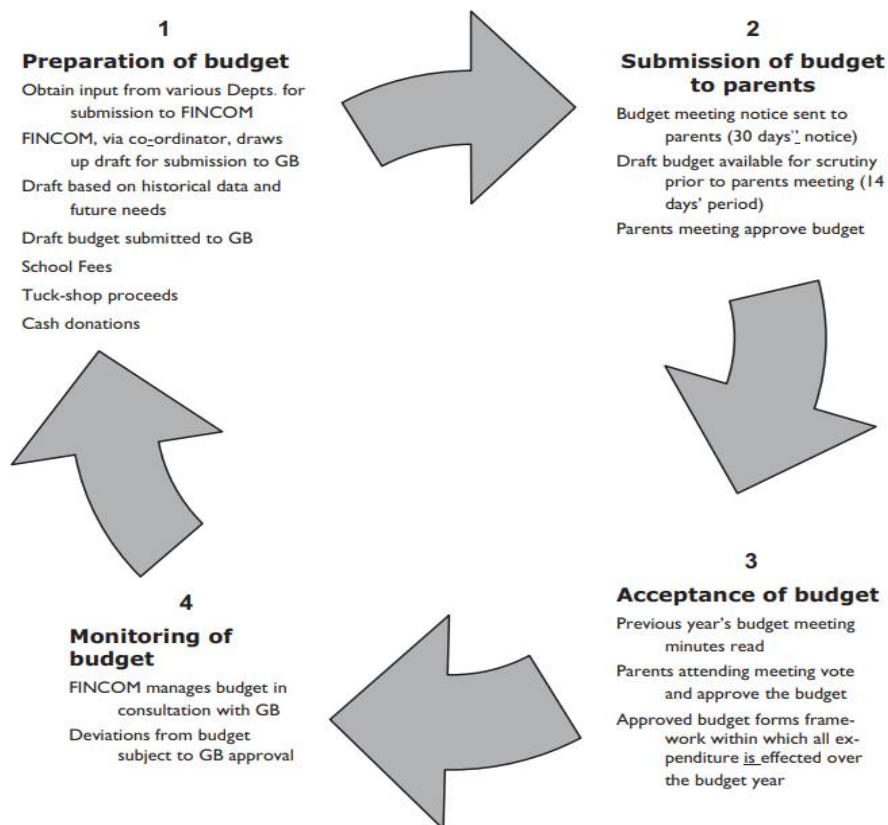 1
Preparation of budget
Obtain input from various Depts. for
submission to FINCOM
FINCOM, via co-ordinator, draws
up draft for submission to GB
Draft based on historical data and
future needs
Draft budget submitted to GB
School Fees
Tuck-shop proceeds
Cash donations
2
Submission of budget
to parents
Budget meeting notice sent to
parents (30 days'" notice)
Draft budget available for scrutiny
prior to parents meeting (14
days' period)
Parents meeting approve budget
3
Acceptance of budget
Previous year's budget meeting
minutes read
Parents attending meeting vote
and approve the budget
Approved budget forms frame-
work within which all ex-
penditure is effected over
the budget year
4
Monitoring of
budget
FINCOM manages budget in
consultation with GB
Deviations from budget
subject to GB approval